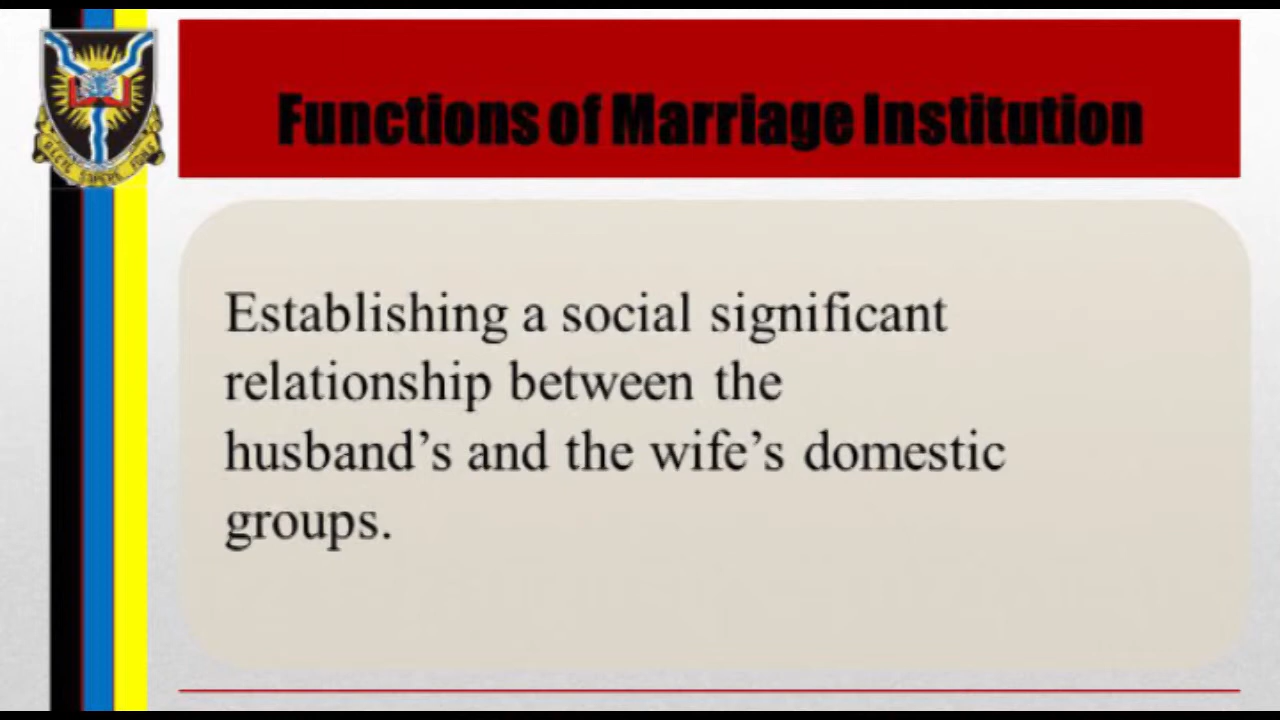 Functions of Marriage Institution
Establishing a social significant
relationship between the
husband's and the wife's domestic
groups.